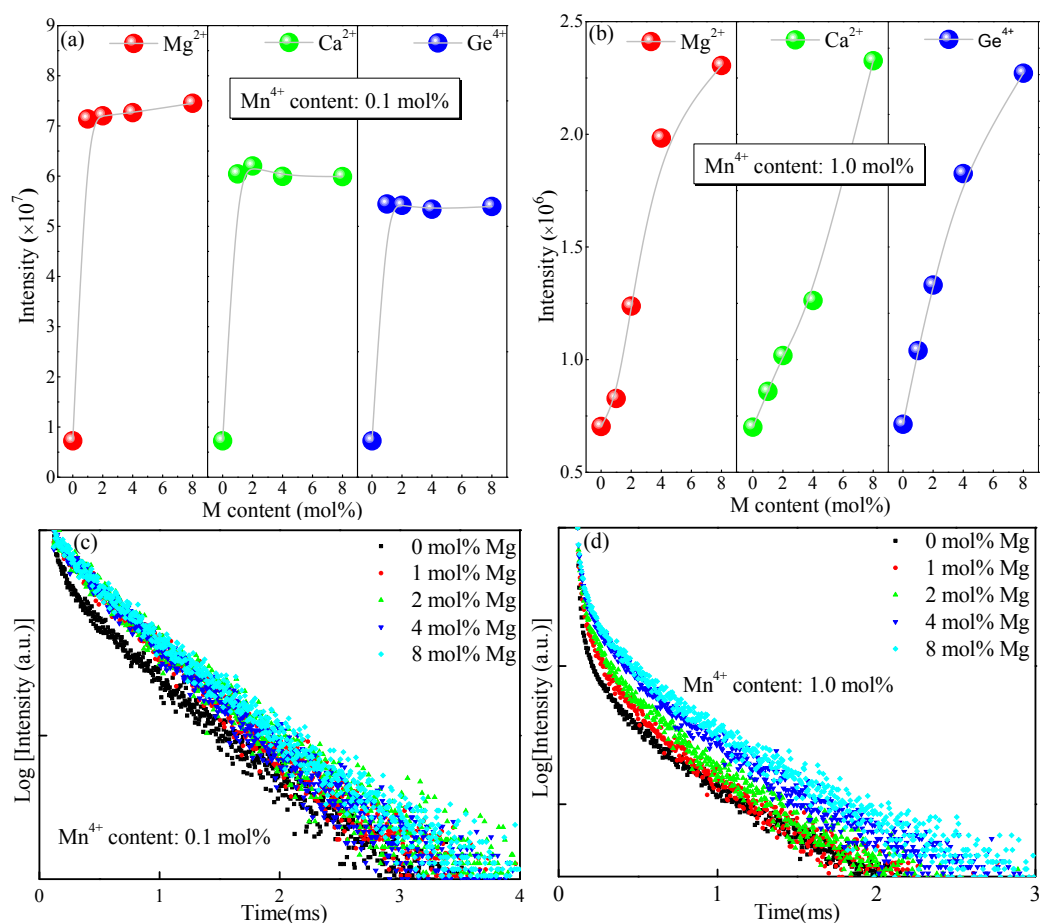 (a)
Mg2+
Ca2+
Ge4+
Mn4+ content: 0.1 mol%
Intensity (×10^7)
9
8
7
6
5
4
3
2
1
0
0 2 4 6 8 0 2 4 6 8 0 2 4 6 8
M content (mol%)
(b)
Mg2+
Ca2+
Ge4+
Mn4+ content: 1.0 mol%
Intensity (×10^6)
2.5
2.0
1.5
1.0
0.5
0 2 4 6 8 0 2 4 6 8 0 2 4 6 8
M content (mol%)
(c)
0 mol% Mg
1 mol% Mg
2 mol% Mg
4 mol% Mg
8 mol% Mg
Mn4+ content: 0.1 mol%
Log [Intensity (a.u.)]
0 1 2 3 4
Time(ms)
(d)
0 mol% Mg
1 mol% Mg
2 mol% Mg
4 mol% Mg
8 mol% Mg
Mn4+ content: 1.0 mol%
Log[Intensity (a.u.)]
0 1 2 3
Time(ms)